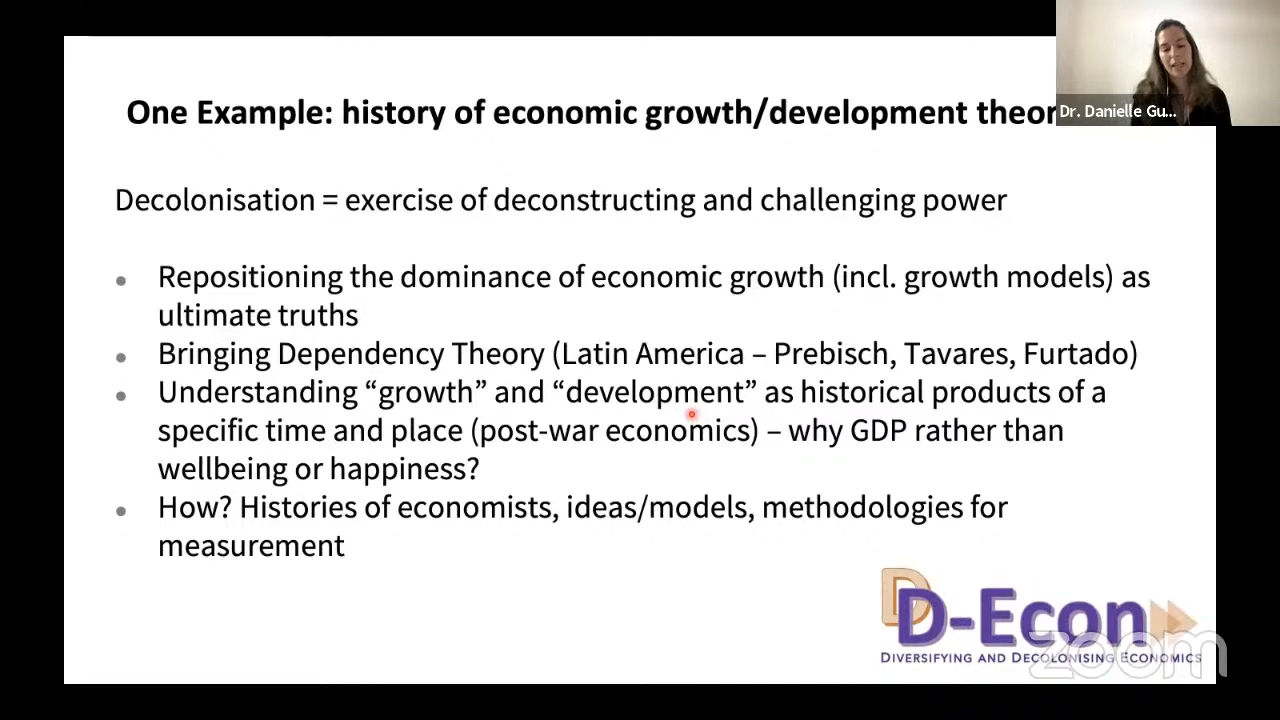 One Example: history of economic growth/development theor
Dr. Danielle Gu...
Decolonisation = exercise of deconstructing and challenging power
• Repositioning the dominance of economic growth (incl. growth models) as
ultimate truths
• Bringing Dependency Theory (Latin America – Prebisch, Tavares, Furtado)
• Understanding “growth” and “development” as historical products of a
specific time and place (post-war economics) – why GDP rather than
wellbeing or happiness?
• How? Histories of economists, ideas/models, methodologies for
measurement
D D-Econ
zoom
DIVERSIFYING AND DECOLONISING ECONOMICS